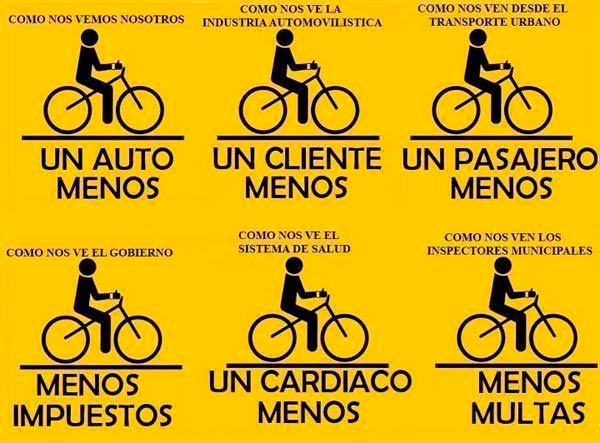 COMO NOS VEMOS NOSOTROS
UN AUTO
MENOS
COMO NOS VE LA
INDUSTRIA AUTOMOVILISTICA
UN CLIENTE
MENOS
COMO NOS VEN DESDE EL
TRANSPORTE URBANO
UN PASAJERO
MENOS
COMO NOS VE EL GOBIERNO
MENOS
IMPUESTOS
COMO NOS VE EL
SISTEMA DE SALUD
UN CARDIACO
MENOS
COMO NOS VEN LOS
INSPECTORES MUNICIPALES
MENOS
MULTAS